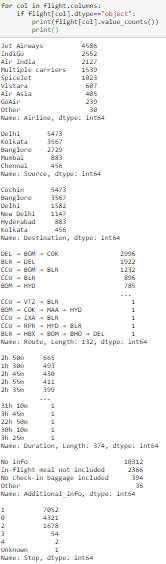 for col in flight.columns:
if flight[col].dtype=="object":
print(flight[col].value_counts())
print()
Jet Airways 4586
IndiGo 2552
Air India 2127
Multiple carriers 1539
SpiceJet 1023
Vistara 607
Air Asia 405
GoAir 239
Other 30
Name: Airline, dtype: int64
Delhi 5473
Kolkata 3567
Banglore 2729
Mumbai 883
Chennai 456
Name: Source, dtype: int64
Cochin 5473
Banglore 3567
Delhi 1582
New Delhi 1147
Hyderabad 883
Kolkata 456
Name: Destination, dtype: int64
DEL → BOM → COK 2996
BLR → DEL 1922
CCU → BOM → BLR 1232
CCU → BLR 896
BOM → HYD 785
...
CCU → VTZ → BLR 1
BOM → COK → MAA → HYD 1
CCU → IXA → BLR 1
CCU → RPR → HYD → BLR 1
BLR → HBX → BOM → BHO → DEL 1
Name: Route, Length: 132, dtype: int64
2h 50m 665
1h 30m 493
2h 45m 430
2h 55m 411
2h 35m 399
...
31h 10m 1
3h 45m 1
22h 50m 1
30h 10m 1
3h 25m 1
Name: Duration, Length: 374, dtype: int64
No info 10312
In-flight meal not included 2366
No check-in baggage included 394
Other 36
Name: Additional_Info, dtype: int64
1 7052
0 4321
2 1678
3 54
4 2
Unknown 1
Name: Stop, dtype: int64